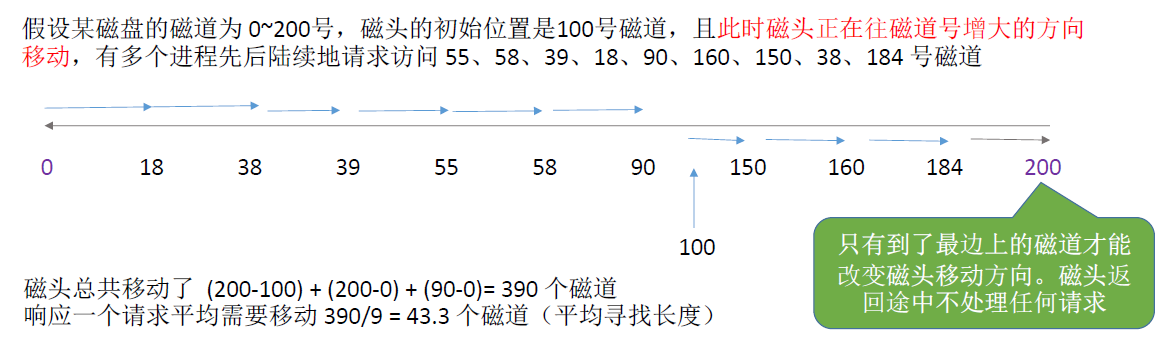 假设某磁盘的磁道为 0~200号，磁头的初始位置是100号磁道，且此时磁头正在往磁道号增大的方向
移动，有多个进程先后陆续地请求访问 55、58、39、18、90、160、150、38、184 号磁道
0 18 38 39 55 58 90 150 160 184 200
100
只有到了最边上的磁道才能
改变磁头移动方向。磁头返
回途中不处理任何请求
磁头总共移动了 (200-100) + (200-0) + (90-0)= 390 个磁道
响应一个请求平均需要移动 390/9 = 43.3 个磁道（平均寻找长度）